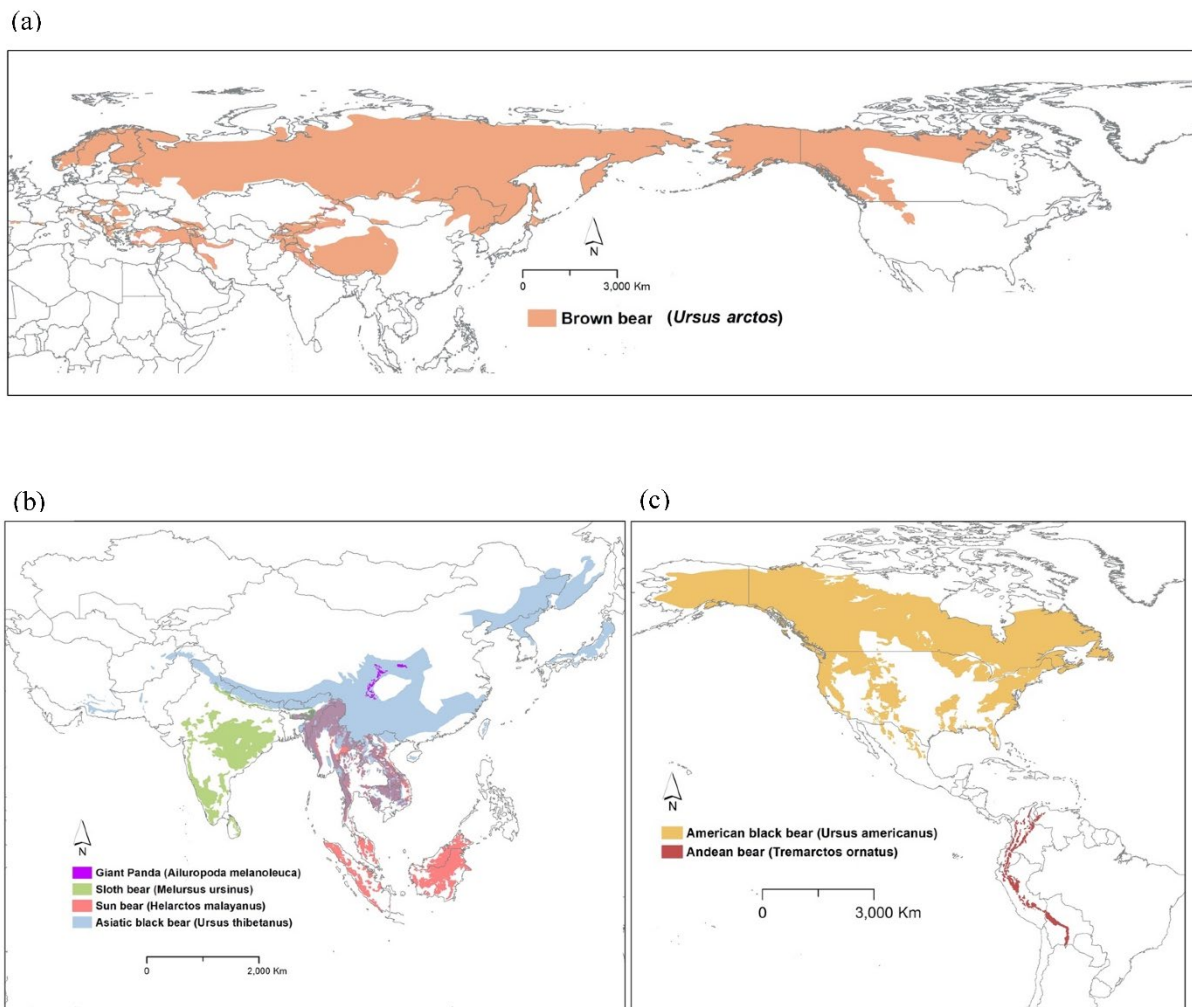 (a)
N
0 3,000 Km
Brown bear (Ursus arctos)
(b)
(c)
N
Giant Panda (Ailuropoda melanoleuca)
Sloth bear (Melursus ursinus)
Sun bear (Helarctos malayanus)
Asiatic black bear (Ursus thibetanus)
0 2,000 Km
N
American black bear (Ursus americanus)
Andean bear (Tremarctos ornatus)
0 3,000 Km